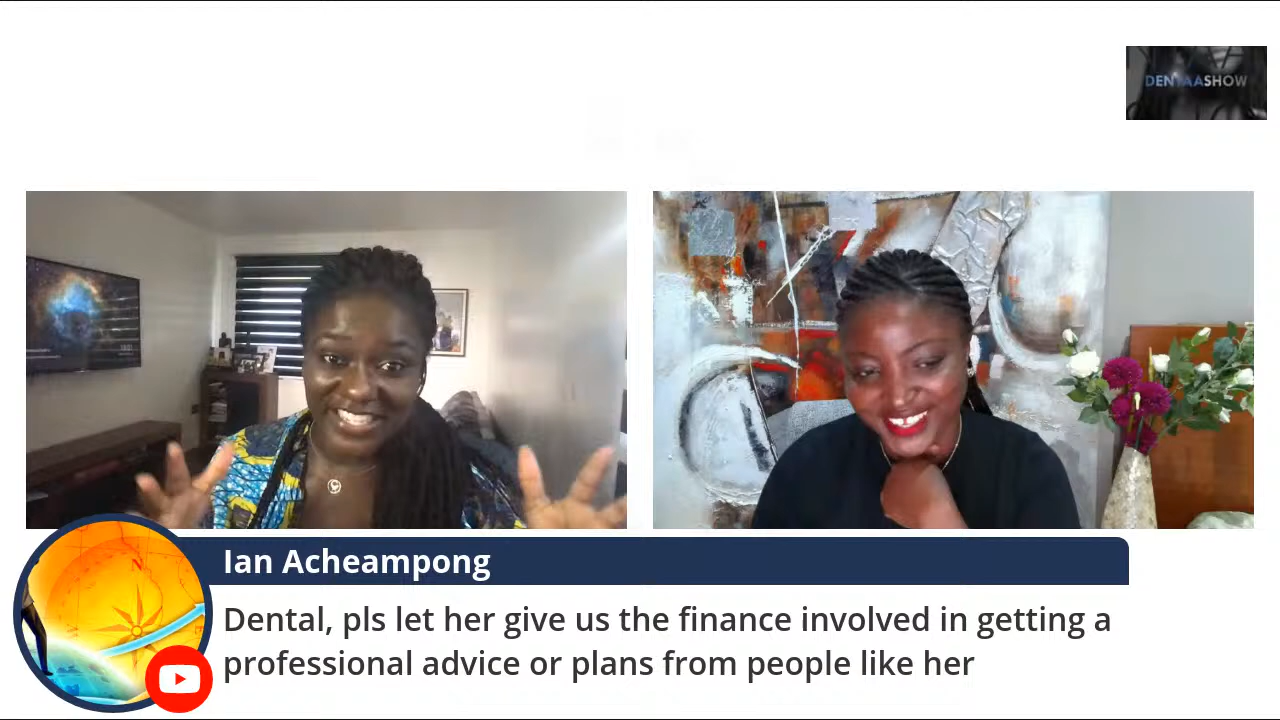 DENYAASHOW
Ian Acheampong
Dental, pls let her give us the finance involved in getting a
professional advice or plans from people like her